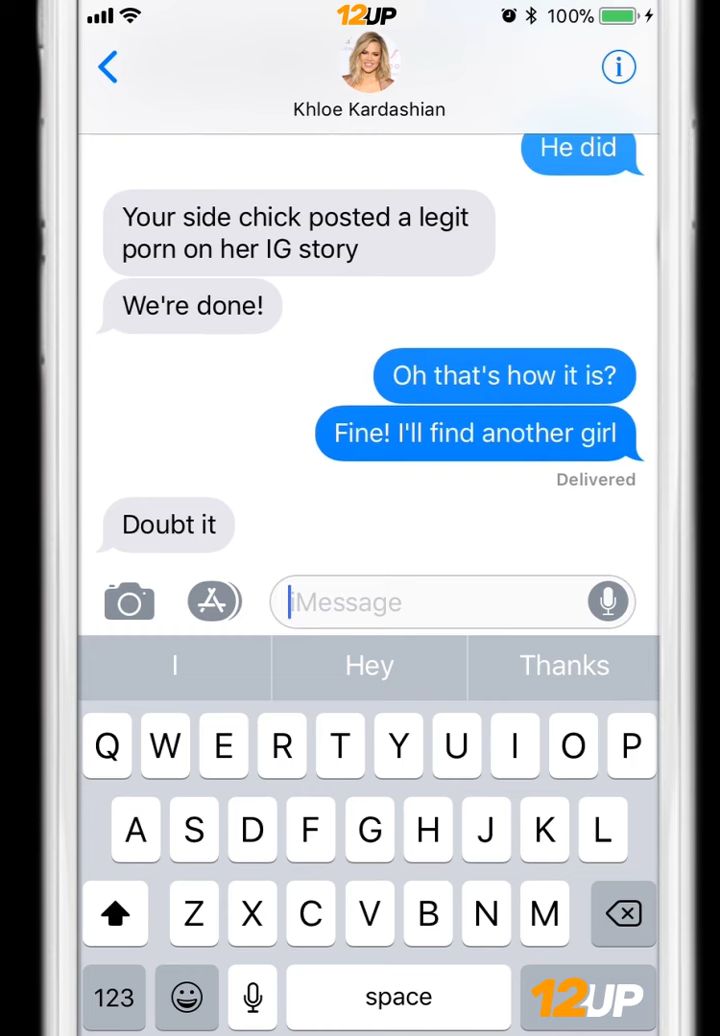 12UP
100%
Khloe Kardashian
i
He did
Your side chick posted a legit
porn on her IG story
We're done!
Oh that's how it is?
Fine! I'll find another girl
Delivered
Doubt it
iMessage
I Hey Thanks
Q W E R T Y U I O P
A S D F G H J K L
Z X C V B N M
123 space 12UP